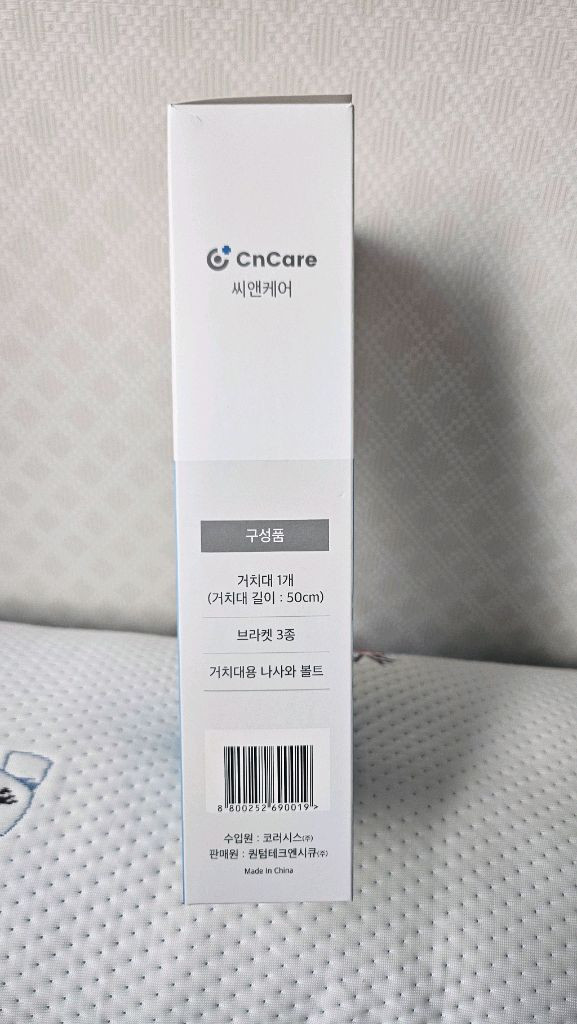 CnCare
씨앤케어
구성품
거치대 1개
(거치대 길이 : 50cm)
브라켓 3종
거치대용 나사와 볼트
8 800252 690019 >
수입원 : 코러시스(주)
판매원 : 퀀텀테크엔시큐(주)
Made In China